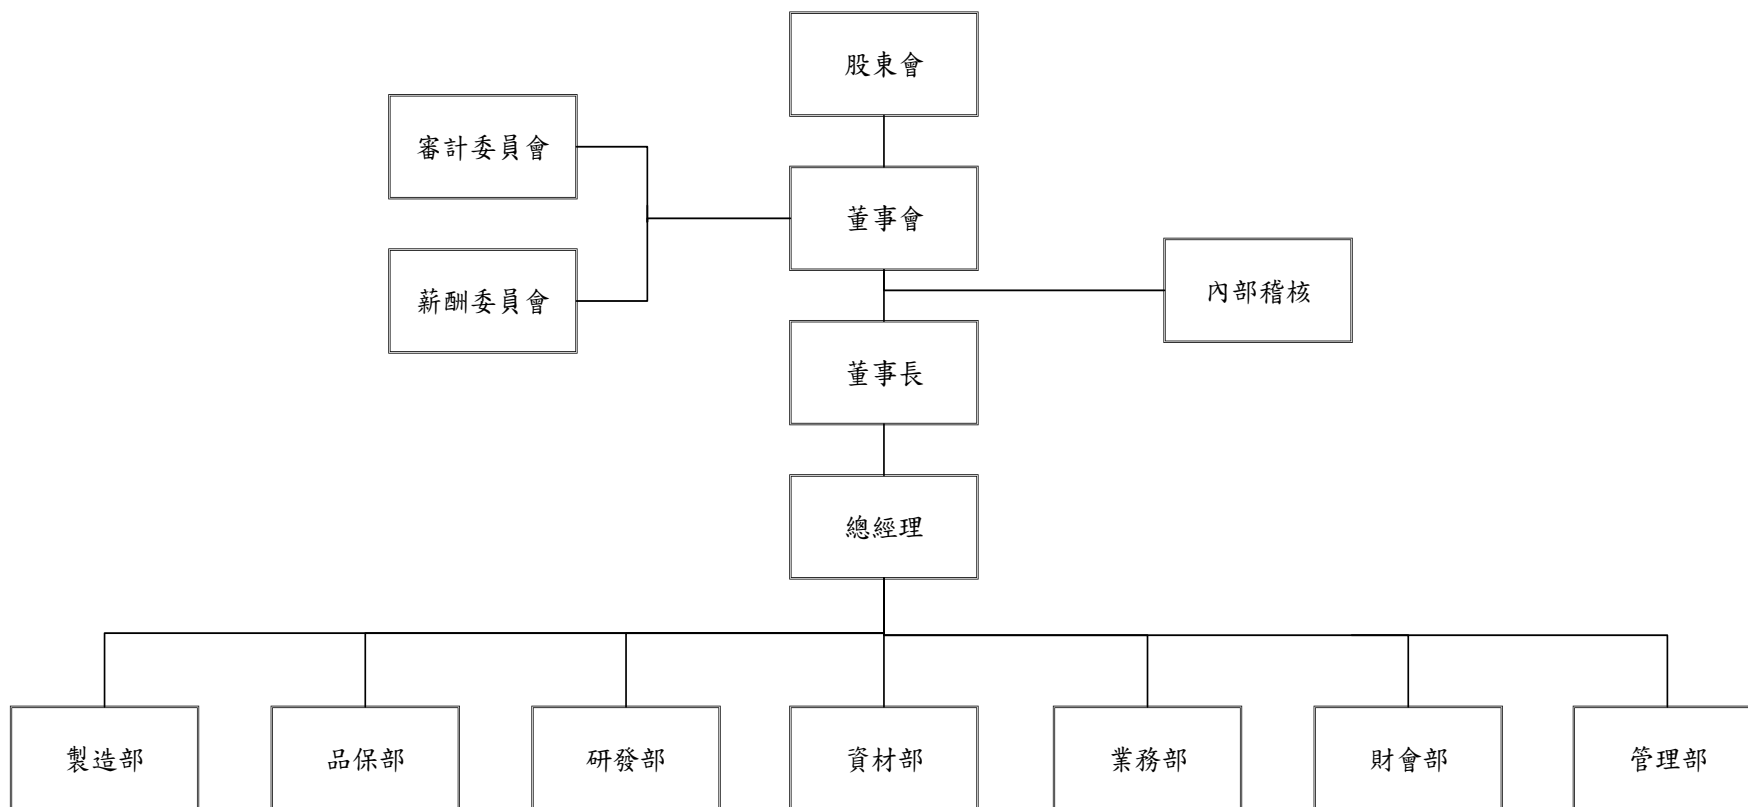 股東會
審計委員會
董事會
薪酬委員會
內部稽核
董事長
總經理
製造部
品保部
研發部
資材部
業務部
財會部
管理部